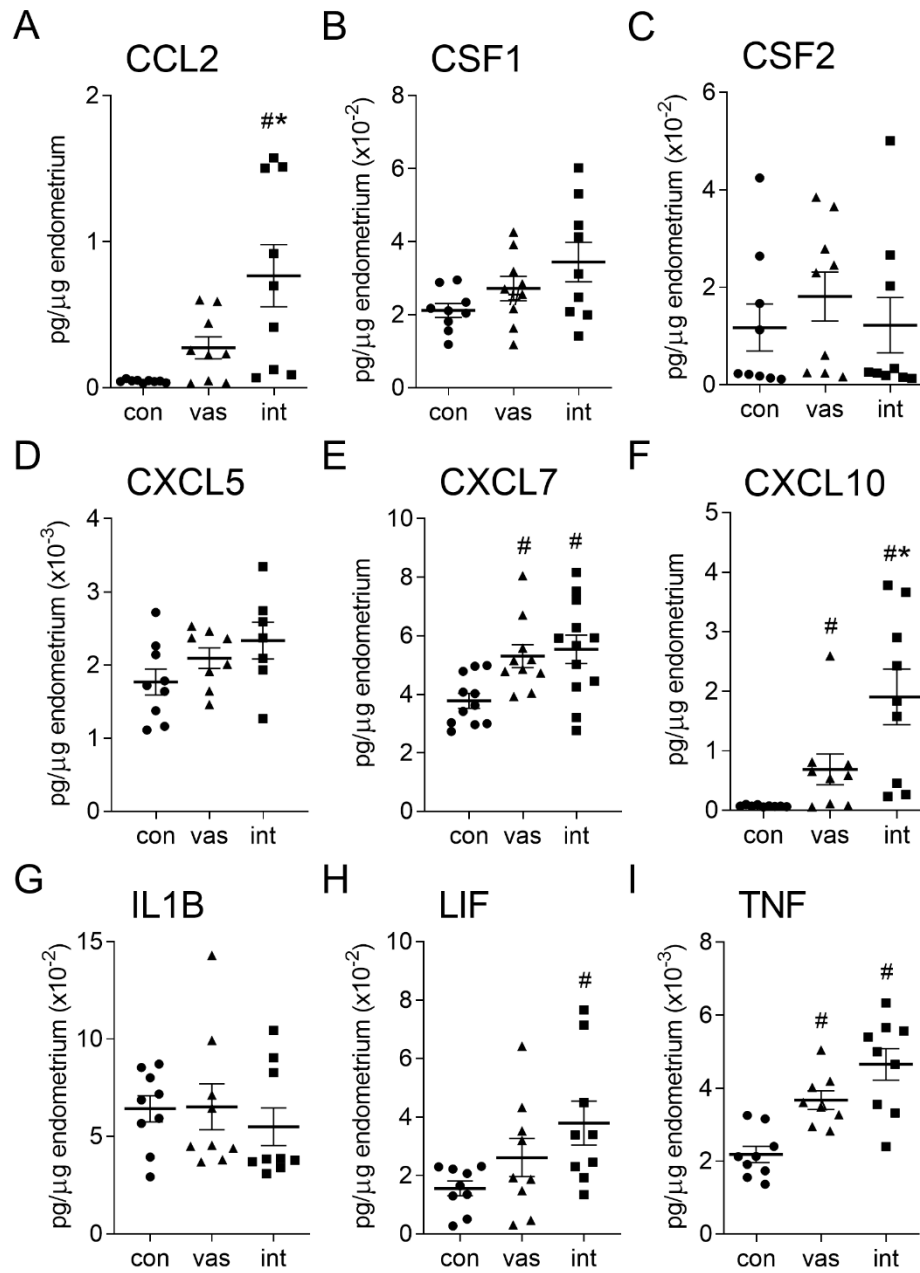 A
CCL2
pg/µg endometrium
2
1
0
#*
con vas int
B
CSF1
pg/µg endometrium (x10⁻²)
8
6
4
2
0
con vas int
C
CSF2
pg/µg endometrium (x10⁻²)
6
4
2
0
con vas int
D
CXCL5
pg/µg endometrium (x10⁻³)
4
3
2
1
0
con vas int
E
CXCL7
pg/µg endometrium
10
8
6
4
2
0
# #
con vas int
F
CXCL10
pg/µg endometrium
5
4
3
2
1
0
# #*
con vas int
G
IL1B
pg/µg endometrium (x10⁻²)
15
10
5
0
con vas int
H
LIF
pg/µg endometrium (x10⁻²)
10
8
6
4
2
0
#
con vas int
I
TNF
pg/µg endometrium (x10⁻³)
8
6
4
2
0
# #
con vas int